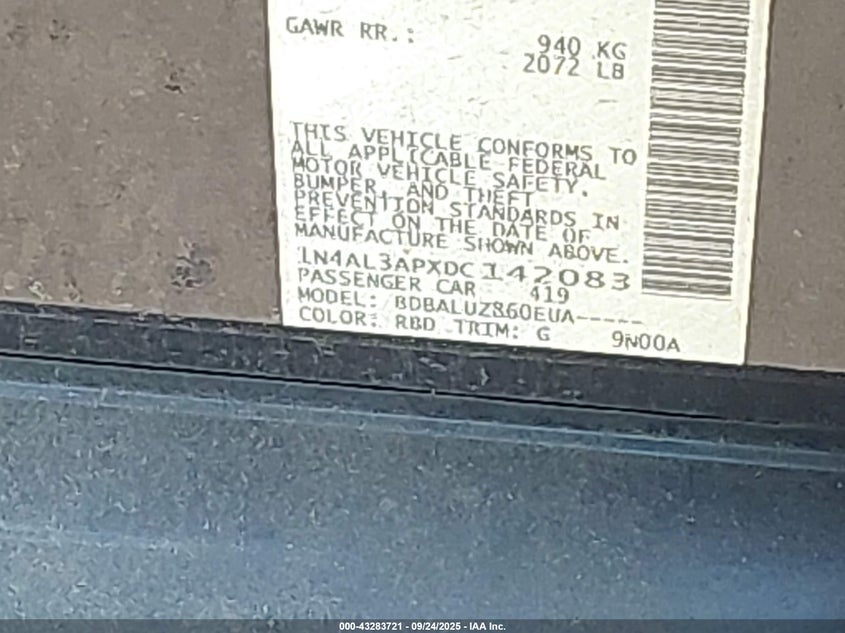 GAWR RR.:
940 KG
2072 LB
THIS VEHICLE CONFORMS TO
ALL APPLICABLE FEDERAL
MOTOR VEHICLE SAFETY,
BUMPER, AND THEFT
PREVENTION STANDARDS IN
EFFECT ON THE DATE OF
MANUFACTURE SHOWN ABOVE.
1N4AL3APXDC142083
PASSENGER CAR 419
MODEL: BDBALUZ860EUA-----
COLOR: RBD TRIM: G 9N00A
000-43283721 - 09/24/2025 - IAA Inc.